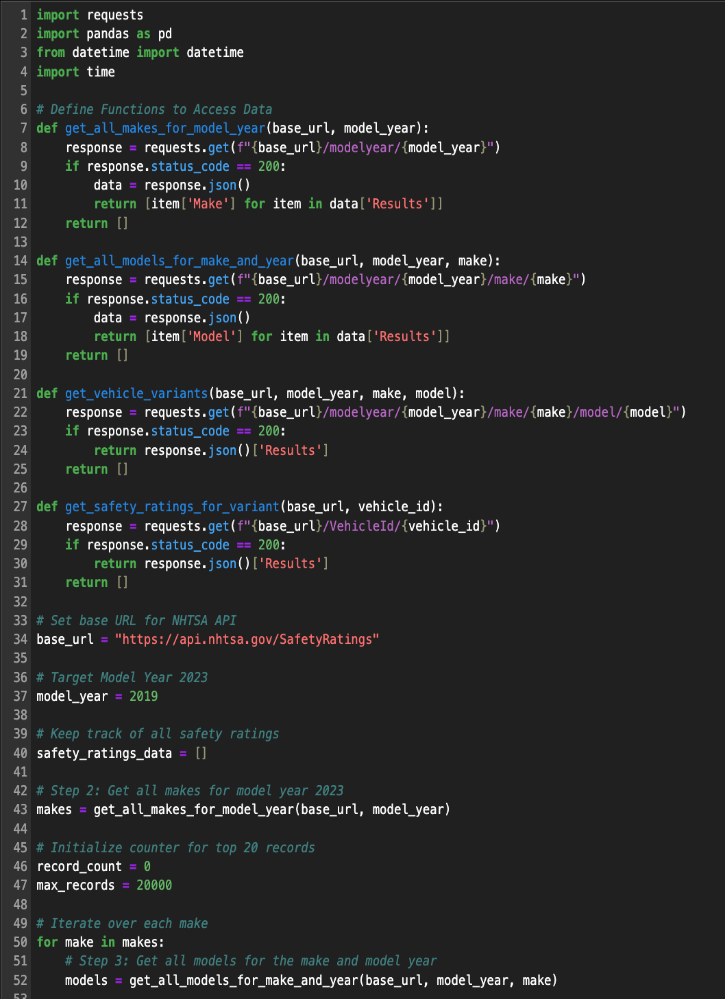 1 import requests
2 import pandas as pd
3 from datetime import datetime
4 import time
5
6 # Define Functions to Access Data
7 def get_all_makes_for_model_year(base_url, model_year):
8     response = requests.get(f"{base_url}/modelyear/{model_year}")
9     if response.status_code == 200:
10         data = response.json()
11         return [item['Make'] for item in data['Results']]
12     return []
13
14 def get_all_models_for_make_and_year(base_url, model_year, make):
15     response = requests.get(f"{base_url}/modelyear/{model_year}/make/{make}")
16     if response.status_code == 200:
17         data = response.json()
18         return [item['Model'] for item in data['Results']]
19     return []
20
21 def get_vehicle_variants(base_url, model_year, make, model):
22     response = requests.get(f"{base_url}/modelyear/{model_year}/make/{make}/model/{model}")
23     if response.status_code == 200:
24         return response.json()['Results']
25     return []
26
27 def get_safety_ratings_for_variant(base_url, vehicle_id):
28     response = requests.get(f"{base_url}/VehicleId/{vehicle_id}")
29     if response.status_code == 200:
30         return response.json()['Results']
31     return []
32
33 # Set base URL for NHTSA API
34 base_url = "https://api.nhtsa.gov/SafetyRatings"
35
36 # Target Model Year 2023
37 model_year = 2019
38
39 # Keep track of all safety ratings
40 safety_ratings_data = []
41
42 # Step 2: Get all makes for model year 2023
43 makes = get_all_makes_for_model_year(base_url, model_year)
44
45 # Initialize counter for top 20 records
46 record_count = 0
47 max_records = 20000
48
49 # Iterate over each make
50 for make in makes:
51     # Step 3: Get all models for the make and model year
52     models = get_all_models_for_make_and_year(base_url, model_year, make)
53